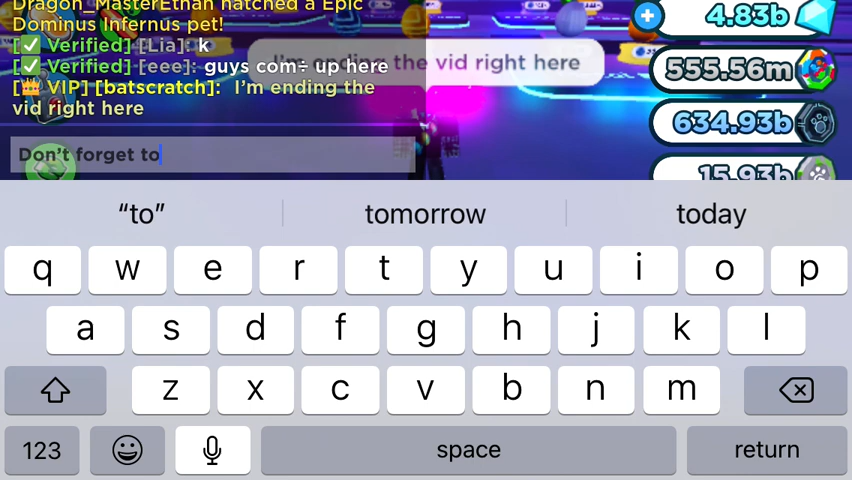 Dragon_MasterEthan hatched a Epic
Dominus Infernus pet!
[✅ Verified] [Lia]: k
[✅ Verified] [eee]: guys com÷ up here
[👑 VIP] [batscratch]: I'm ending the
vid right here
I'm ending the vid right here
4.83b
555.56m
634.93b
15.93b
Don't forget to
“to” tomorrow today
q w e r t y u i o p
a s d f g h j k l
z x c v b n m
123 space return